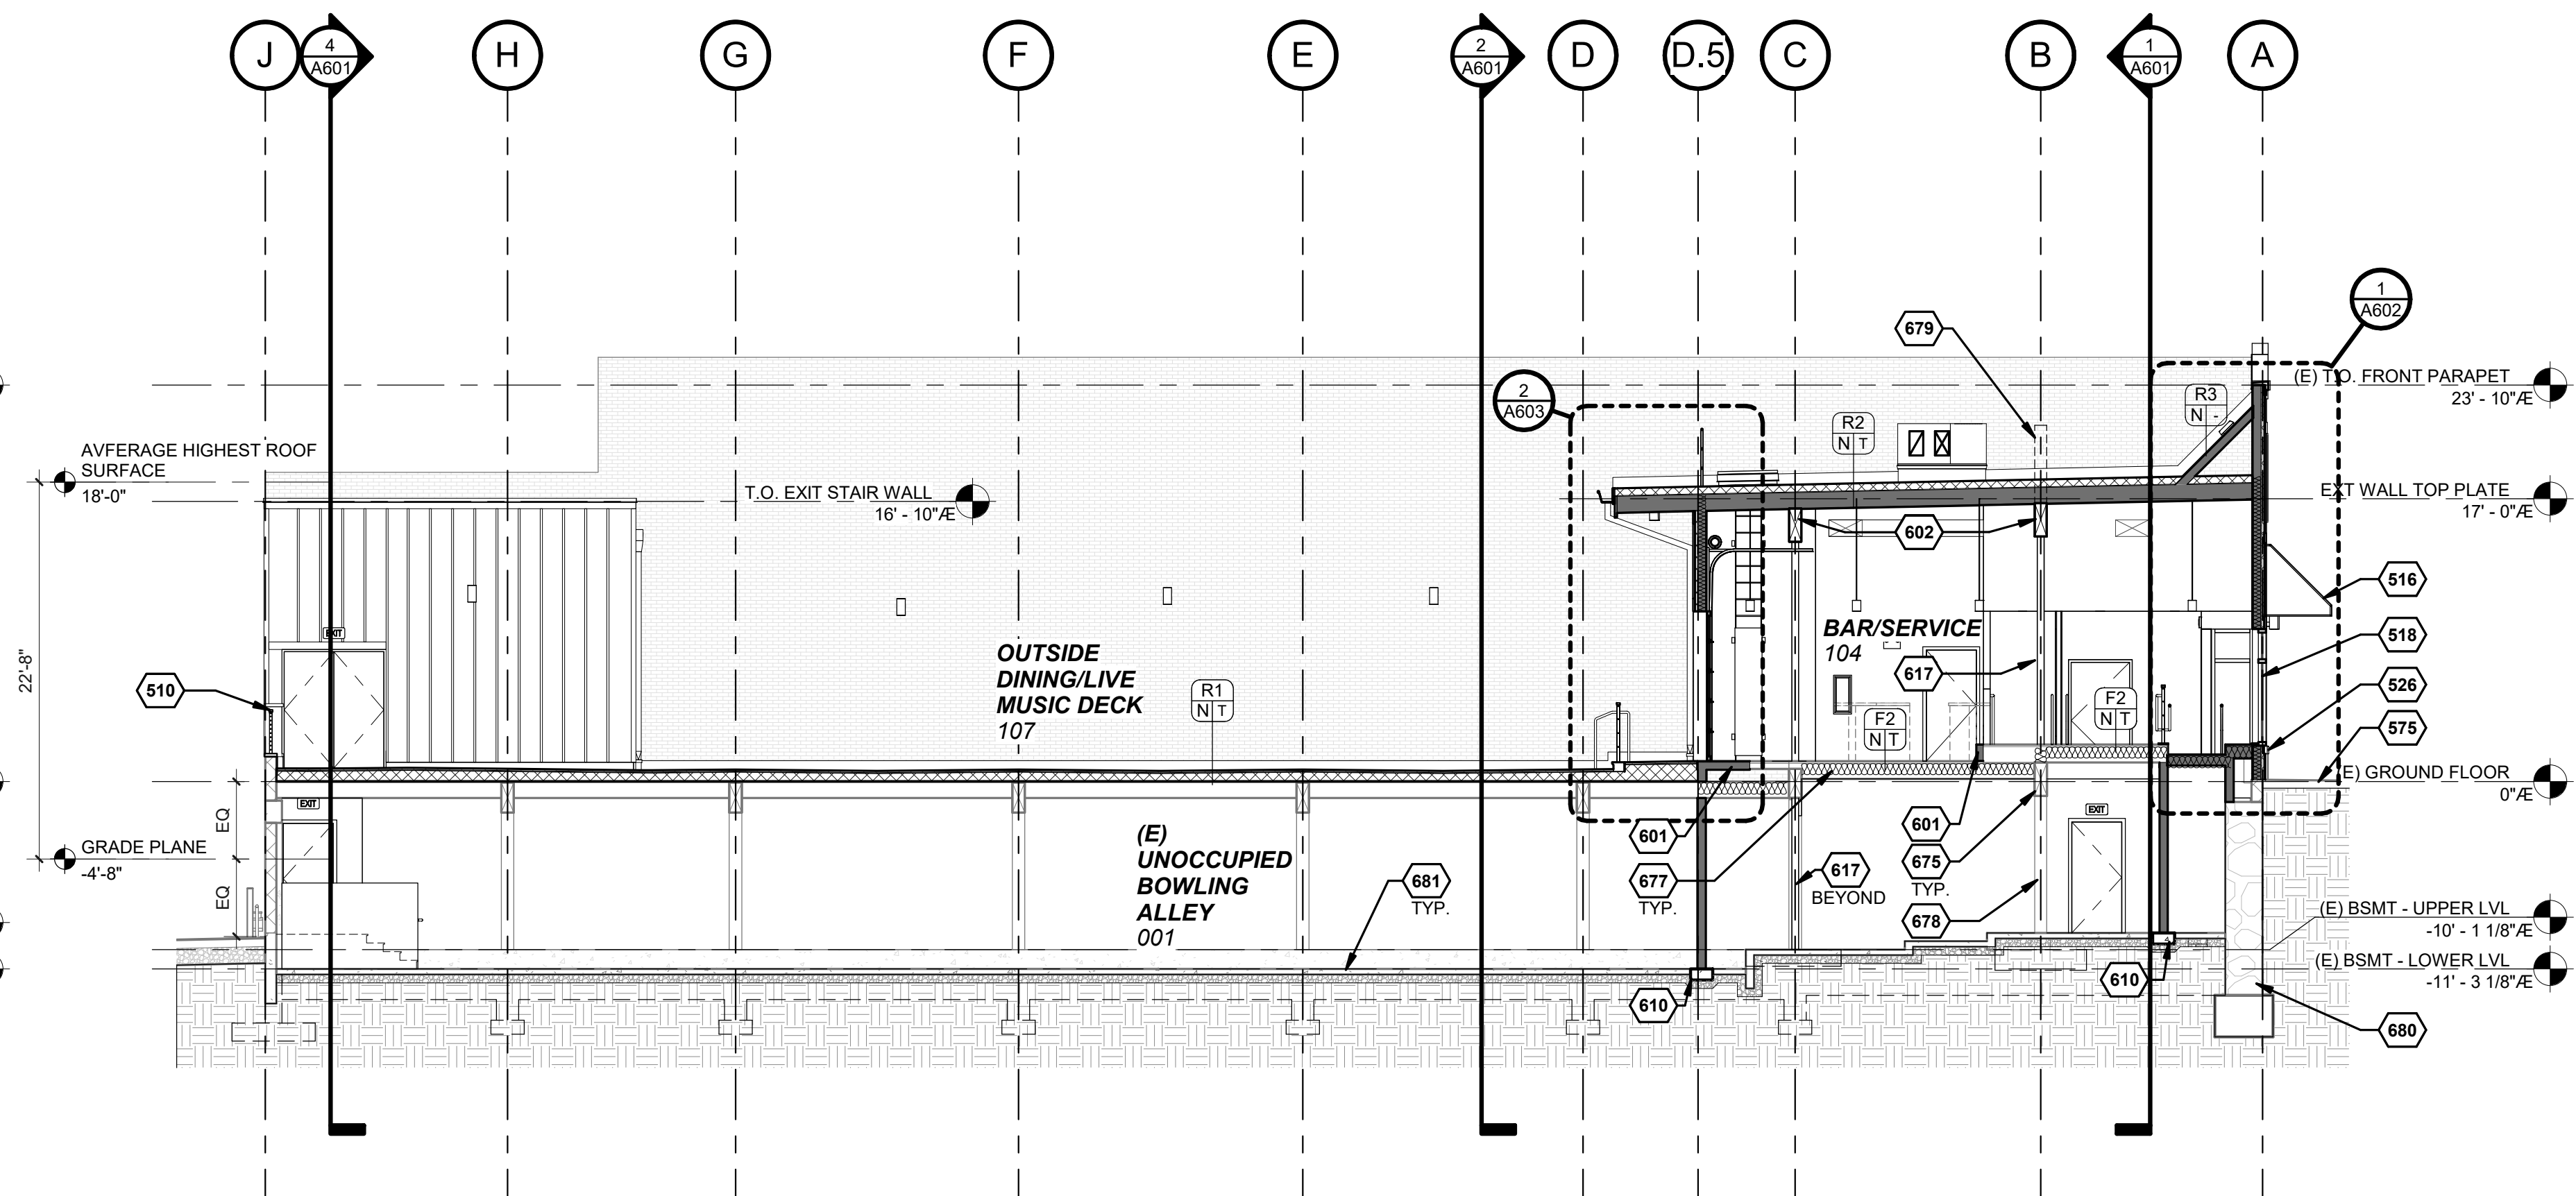 J
4
A601
H
G
F
E
2
A601
D
D.5
C
B
1
A601
A
1
A602
679
(E) T.O. FRONT PARAPET
23' - 10"Æ
2
A603
R3
N -
R2
N T
AVFERAGE HIGHEST ROOF
SURFACE
18'-0"
T.O. EXIT STAIR WALL
16' - 10"Æ
EXT WALL TOP PLATE
17' - 0"Æ
602
516
EXIT
OUTSIDE
DINING/LIVE
MUSIC DECK
107
BAR/SERVICE
104
518
617
22'-8"
510
R1
N T
526
F2
N T
F2
N T
575
(E) GROUND FLOOR
0"Æ
EXIT
EXIT
EQ
(E)
UNOCCUPIED
BOWLING
ALLEY
001
601
601
GRADE PLANE
-4'-8"
EQ
681
TYP.
677
TYP.
617
BEYOND
675
TYP.
678
(E) BSMT - UPPER LVL
-10' - 1 1/8"Æ
(E) BSMT - LOWER LVL
-11' - 3 1/8"Æ
610
610
680